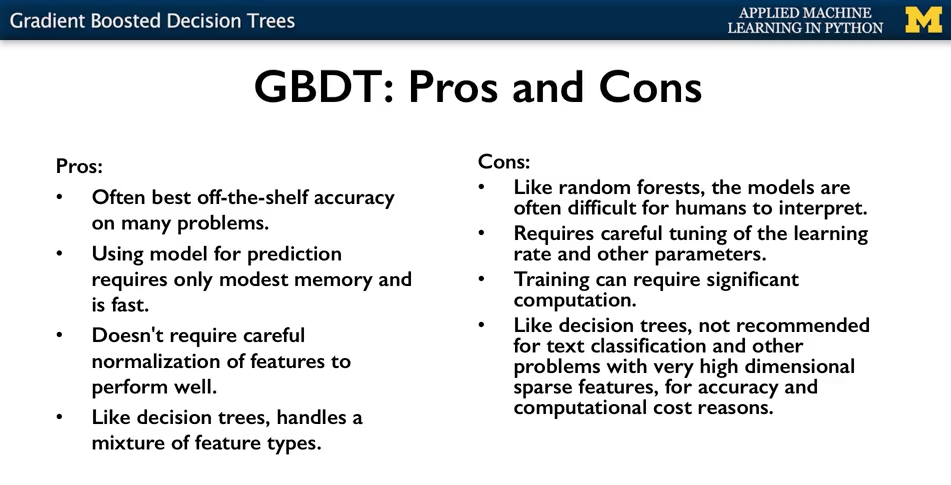 Gradient Boosted Decision Trees
APPLIED MACHINE
LEARNING IN PYTHON
M
GBDT: Pros and Cons
Pros:
• Often best off-the-shelf accuracy
on many problems.
• Using model for prediction
requires only modest memory and
is fast.
• Doesn't require careful
normalization of features to
perform well.
• Like decision trees, handles a
mixture of feature types.
Cons:
• Like random forests, the models are
often difficult for humans to interpret.
• Requires careful tuning of the learning
rate and other parameters.
• Training can require significant
computation.
• Like decision trees, not recommended
for text classification and other
problems with very high dimensional
sparse features, for accuracy and
computational cost reasons.